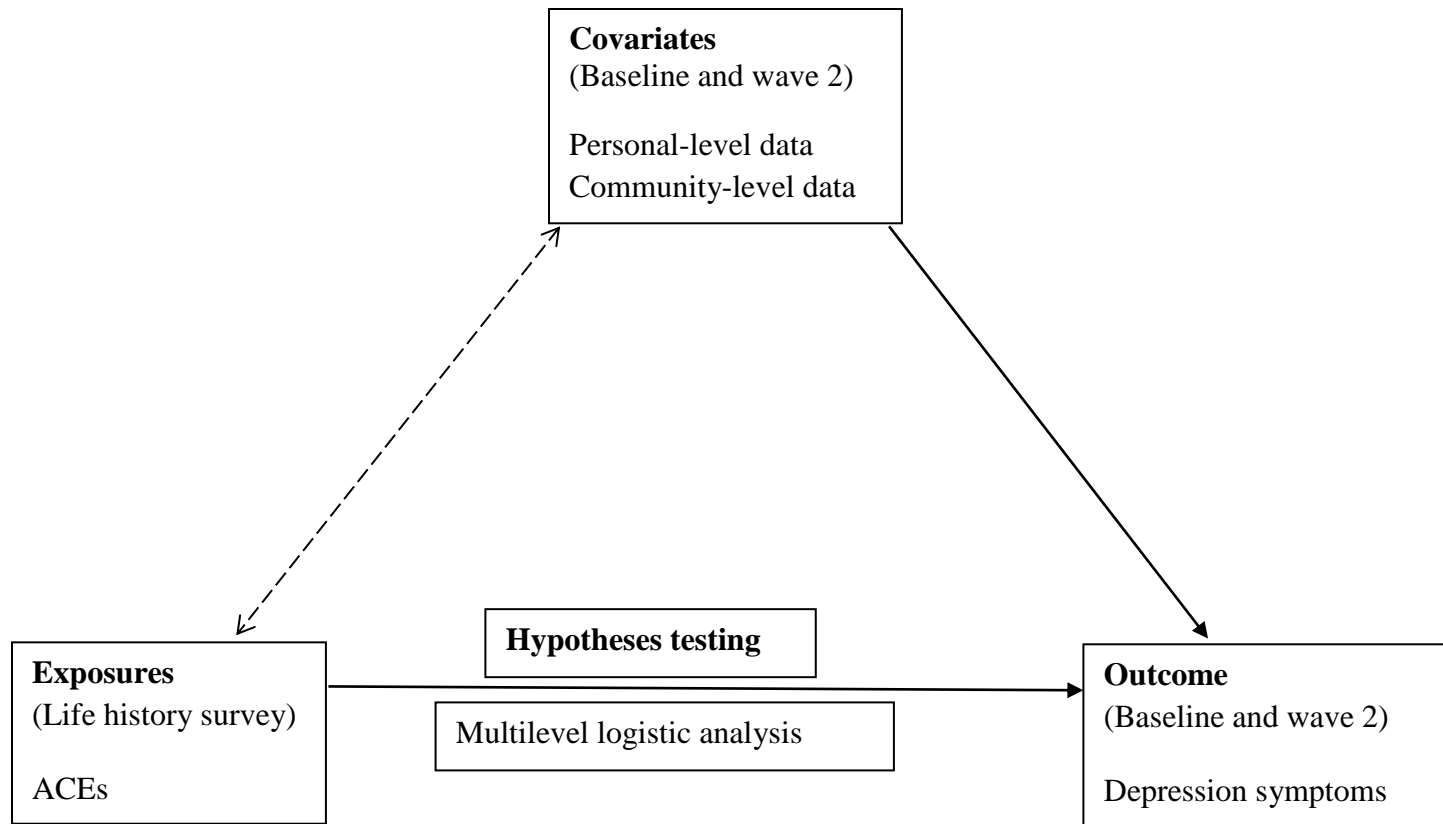 Covariates
(Baseline and wave 2)
Personal-level data
Community-level data
Hypotheses testing
Exposures
(Life history survey)
ACEs
Multilevel logistic analysis
Outcome
(Baseline and wave 2)
Depression symptoms